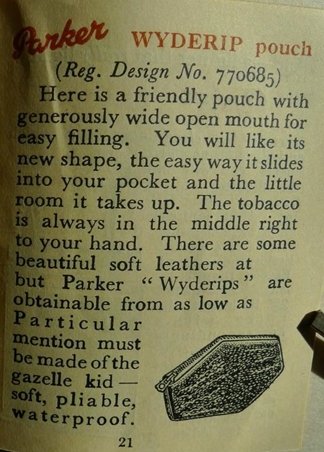 Parker WYDERIP pouch
(Reg. Design No. 770685)
Here is a friendly pouch with
generously wide open mouth for
easy filling. You will like its
new shape, the easy way it slides
into your pocket and the little
room it takes up. The tobacco
is always in the middle right
to your hand. There are some
beautiful soft leathers at
but Parker "Wyderips" are
obtainable from as low as
Particular
mention must
be made of the
gazelle kid—
soft, pliable,
waterproof.
21